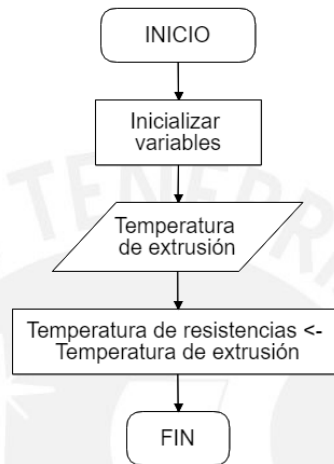 INICIO
Inicializar
variables
Temperatura
de extrusión
Temperatura de resistencias <-
Temperatura de extrusión
FIN